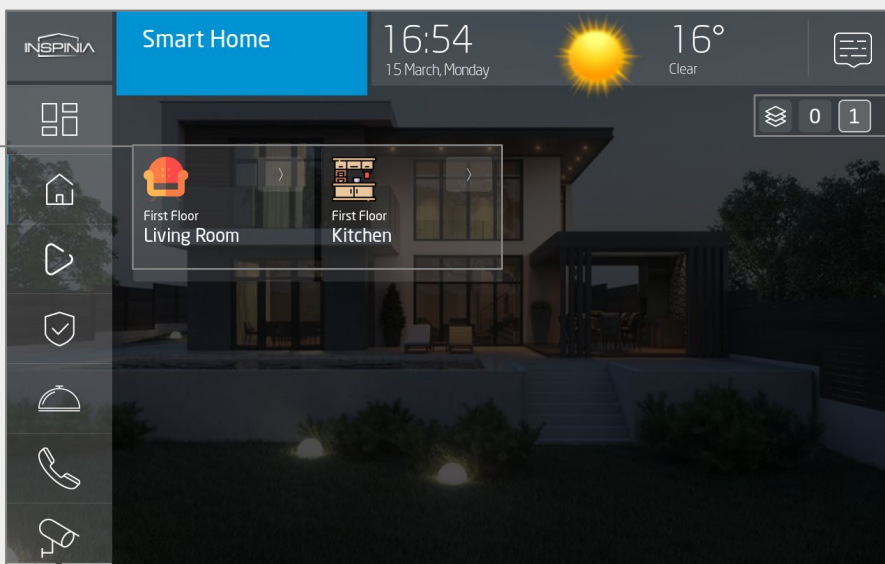 INSPINIA
Smart Home
16:54
15 March, Monday
16°
Clear
0
1
First Floor
Living Room
First Floor
Kitchen